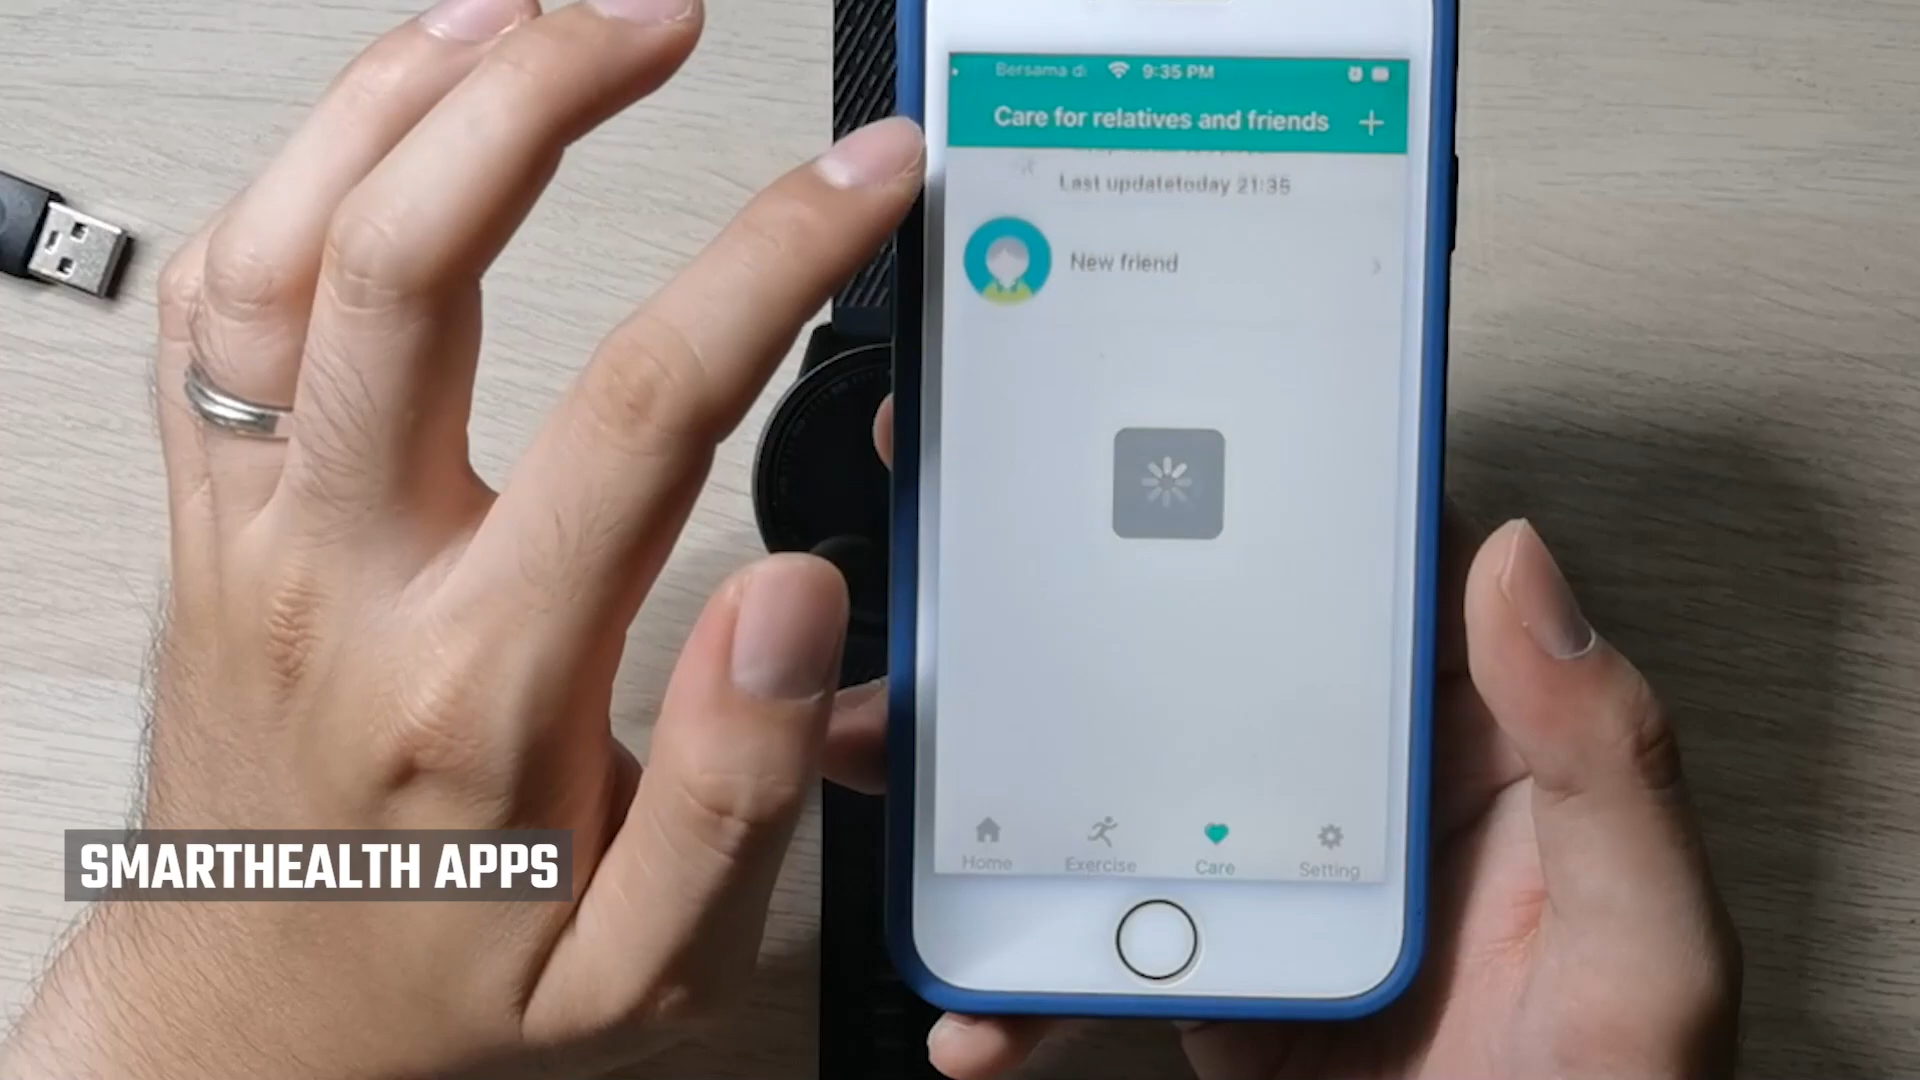 Bersama di 9:35 PM
Care for relatives and friends +
Last updatetoday 21:35
New friend
Home Exercise Care Setting
SMARTHEALTH APPS